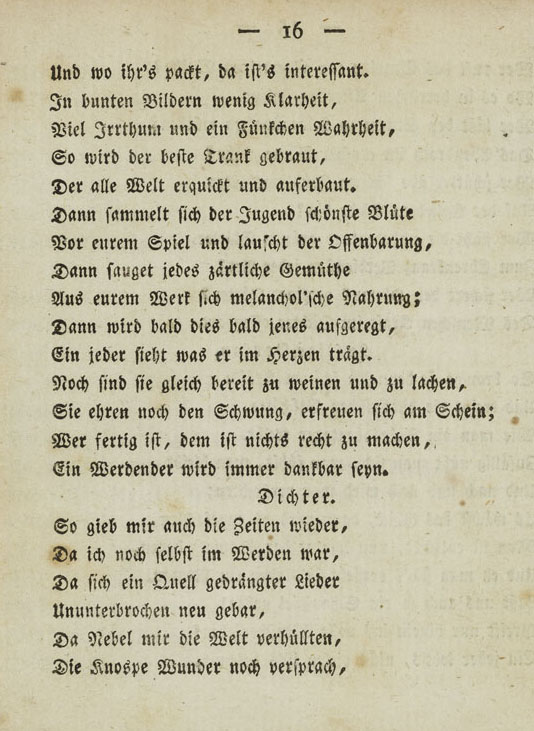 — 16 —
Und wo ihr's packt, da ist's interessant.
In bunten Bildern wenig Klarheit,
Viel Irrthum und ein Fünkchen Wahrheit,
So wird der beste Trank gebraut,
Der alle Welt erquickt und auferbaut.
Dann sammelt sich der Jugend schönste Blüte
Vor eurem Spiel und lauscht der Offenbarung,
Dann sauget jedes zärtliche Gemüthe
Aus eurem Werk sich melanchol'sche Nahrung;
Dann wird bald dies bald jenes aufgeregt,
Ein jeder sieht was er im Herzen trägt.
Noch sind sie gleich bereit zu weinen und zu lachen,
Sie ehren noch den Schwung, erfreuen sich am Schein;
Wer fertig ist, dem ist nichts recht zu machen,
Ein Werdender wird immer dankbar seyn.
Dichter.
So gieb mir auch die Zeiten wieder,
Da ich noch selbst im Werden war,
Da sich ein Quell gedrängter Lieder
Ununterbrochen neu gebar,
Da Nebel mir die Welt verhüllten,
Die Knospe Wunder noch versprach,